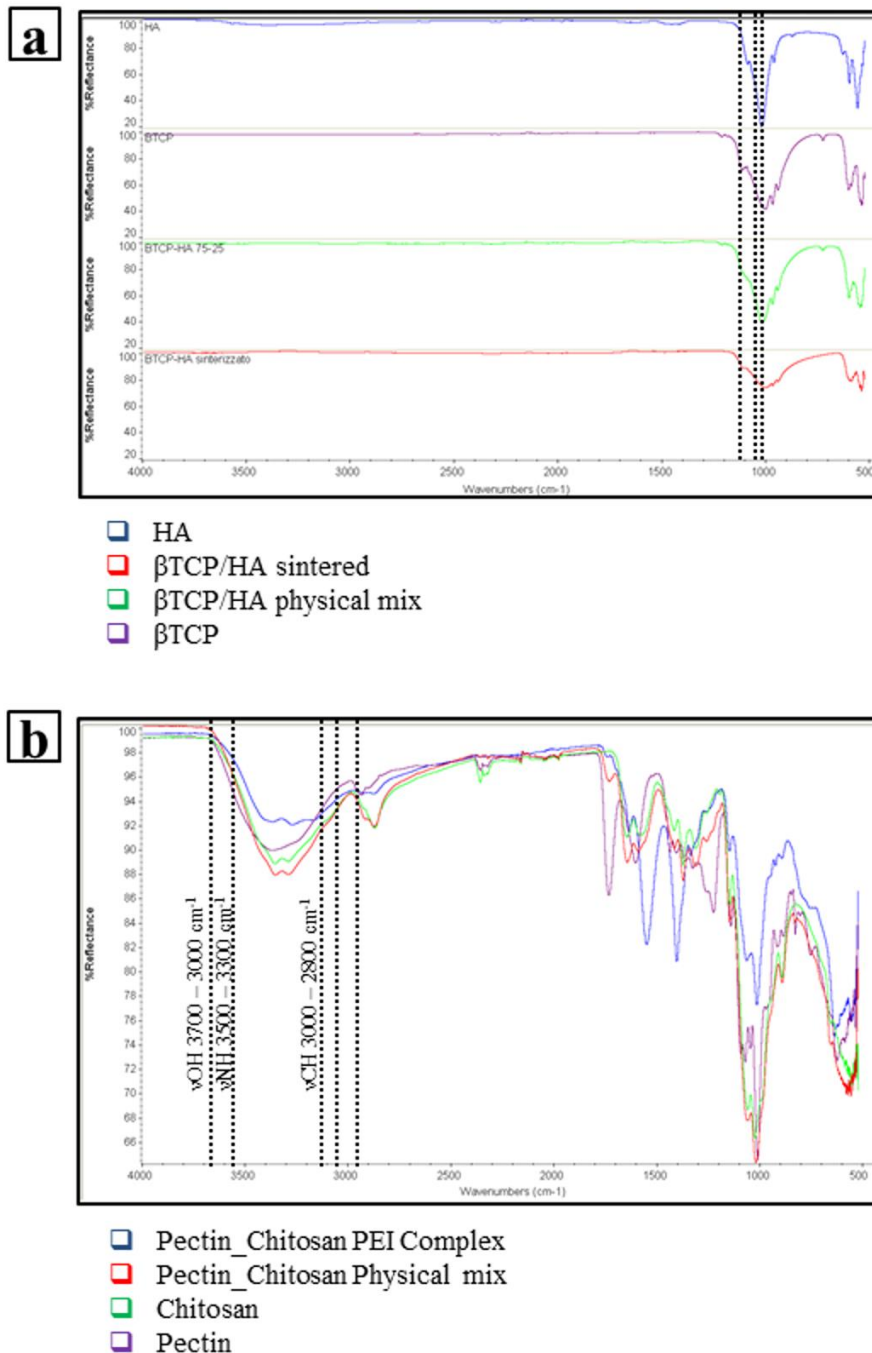 a
HA
100
80
60
40
20
%Reflectance
BTCP
100
80
60
40
20
%Reflectance
BTCP-HA 75-25
100
80
60
40
20
%Reflectance
BTCP-HA sinterizzato
100
80
60
40
20
%Reflectance
4000 3500 3000 2500 2000 1500 1000 500
Wavenumbers (cm-1)
HA
βTCP/HA sintered
βTCP/HA physical mix
βTCP
b
100
98
96
94
92
90
88
86
84
82
80
78
76
74
72
70
68
66
%Reflectance
νOH 3700 – 3000 cm-1
νNH 3500 – 3300 cm-1
νCH 3000 – 2800 cm-1
4000 3500 3000 2500 2000 1500 1000 500
Wavenumbers (cm-1)
Pectin_Chitosan PEI Complex
Pectin_Chitosan Physical mix
Chitosan
Pectin